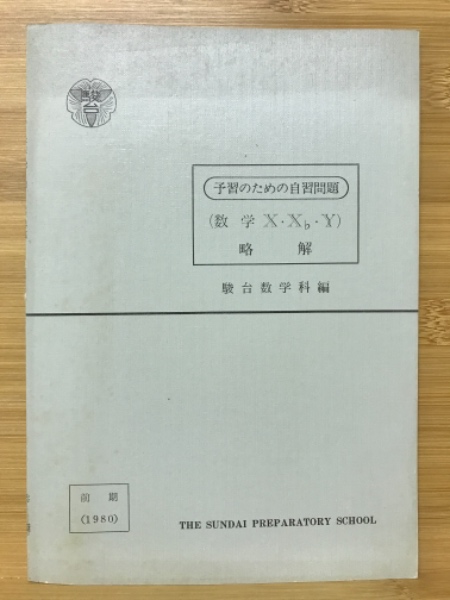 予習のための自習問題
(数学 X・X♭・Y)
略解
駿台数学科編
前期
(1980)
THE SUNDAI PREPARATORY SCHOOL